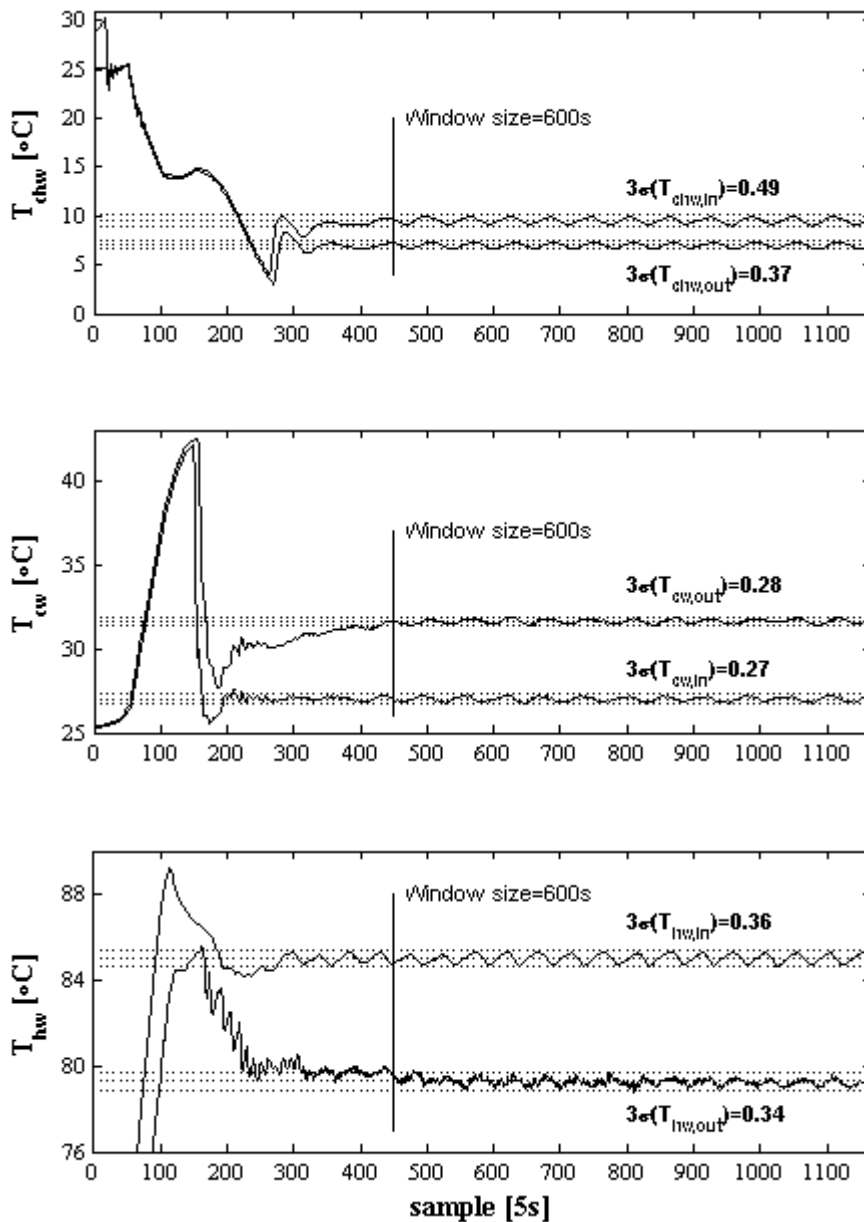 30
25
20
15
10
5
0
T_chw [∘C]
Window size=600s
3σ(T_chw,in)=0.49
3σ(T_chw,out)=0.37
0 100 200 300 400 500 600 700 800 900 1000 1100
40
35
30
25
T_cw [∘C]
Window size=600s
3σ(T_cw,out)=0.28
3σ(T_cw,in)=0.27
0 100 200 300 400 500 600 700 800 900 1000 1100
88
84
80
76
T_hw [∘C]
Window size=600s
3σ(T_hw,in)=0.36
3σ(T_hw,out)=0.34
0 100 200 300 400 500 600 700 800 900 1000 1100
sample [5s]